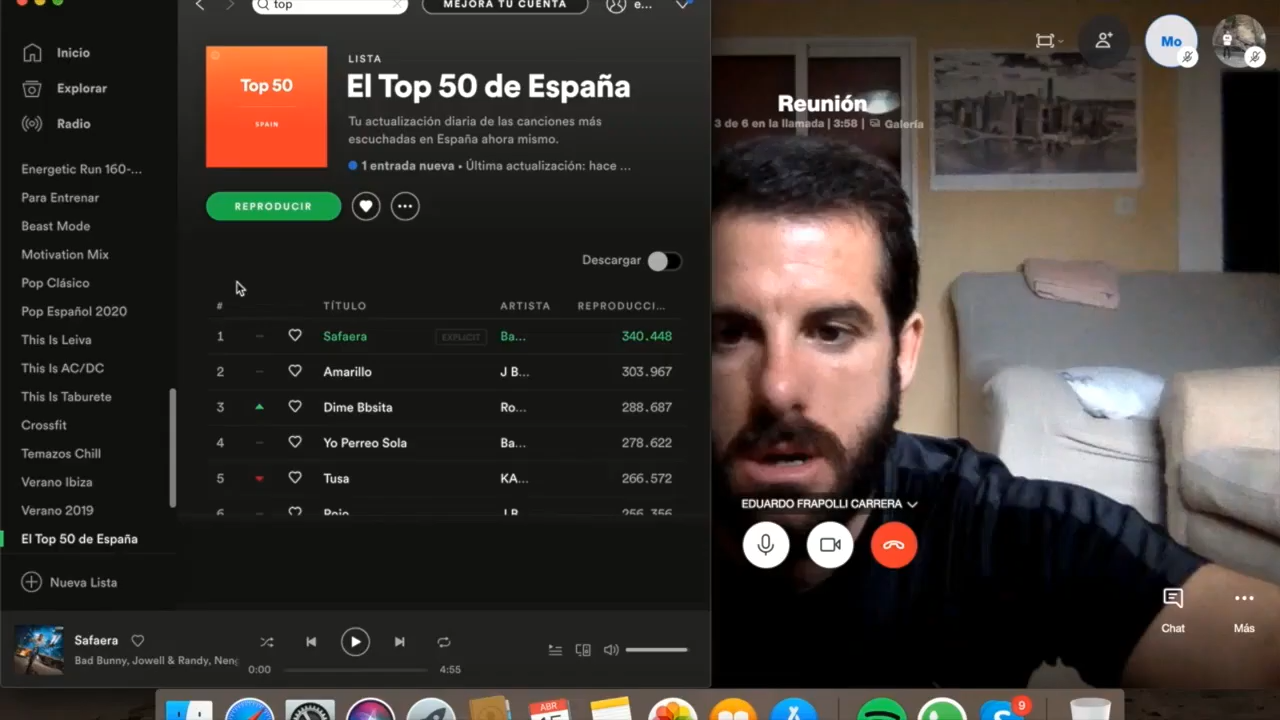 top
MEJORA TU CUENTA
e...
Inicio
Explorar
Radio
Energetic Run 160-...
Para Entrenar
Beast Mode
Motivation Mix
Pop Clásico
Pop Español 2020
This Is Leiva
This Is AC/DC
This Is Taburete
Crossfit
Temazos Chill
Verano Ibiza
Verano 2019
El Top 50 de España
Nueva Lista
Top 50
SPAIN
LISTA
El Top 50 de España
Tu actualización diaria de las canciones más
escuchadas en España ahora mismo.
1 entrada nueva • Última actualización: hace ...
REPRODUCIR
Descargar
# TÍTULO ARTISTA REPRODUCCI...
1 Safaera EXPLICIT Ba... 340.448
2 Amarillo J B... 303.967
3 Dime Bbsita Ro... 288.687
4 Yo Perreo Sola Ba... 278.622
5 Tusa KA... 266.572
6 Rojo J B... 256.356
Safaera
Bad Bunny, Jowell & Randy, Neng
0:00
4:55
Mo
Reunión
3 de 6 en la llamada | 3:58 | Galería
EDUARDO FRAPOLLI CARRERA
Chat
Más
ABR
9